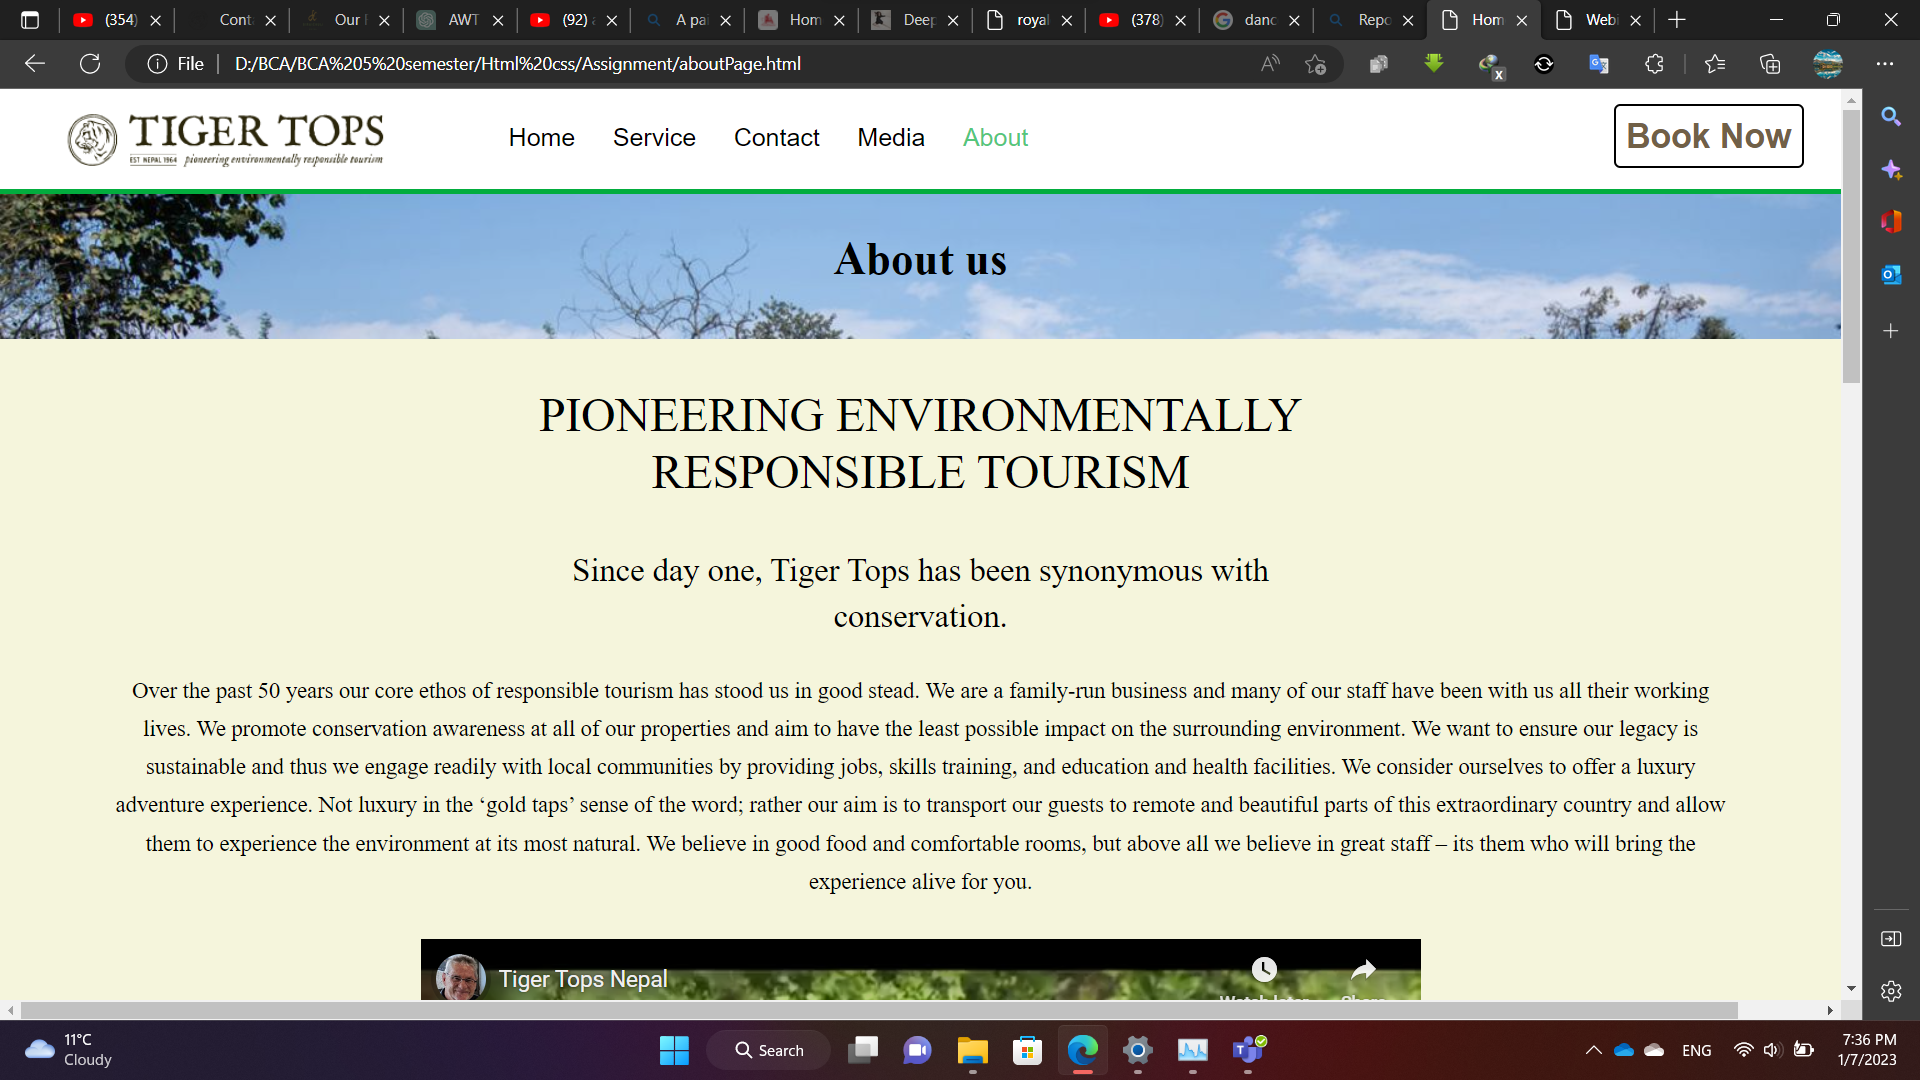 (354)
Cont
Our
AWT
(92)
A pai
Hom
Deep
royal
(378)
danc
Repo
Hom
Webi
File
D:/BCA/BCA%205%20semester/Html%20css/Assignment/aboutPage.html
TIGER TOPS
EST NEPAL 1964 pioneering environmentally responsible tourism
Home
Service
Contact
Media
About
Book Now
About us
PIONEERING ENVIRONMENTALLY
RESPONSIBLE TOURISM
Since day one, Tiger Tops has been synonymous with
conservation.
Over the past 50 years our core ethos of responsible tourism has stood us in good stead. We are a family-run business and many of our staff have been with us all their working
lives. We promote conservation awareness at all of our properties and aim to have the least possible impact on the surrounding environment. We want to ensure our legacy is
sustainable and thus we engage readily with local communities by providing jobs, skills training, and education and health facilities. We consider ourselves to offer a luxury
adventure experience. Not luxury in the ‘gold taps’ sense of the word; rather our aim is to transport our guests to remote and beautiful parts of this extraordinary country and allow
them to experience the environment at its most natural. We believe in good food and comfortable rooms, but above all we believe in great staff – its them who will bring the
experience alive for you.
Tiger Tops Nepal
Watch later
Share
11°C
Cloudy
Search
ENG
7:36 PM
1/7/2023